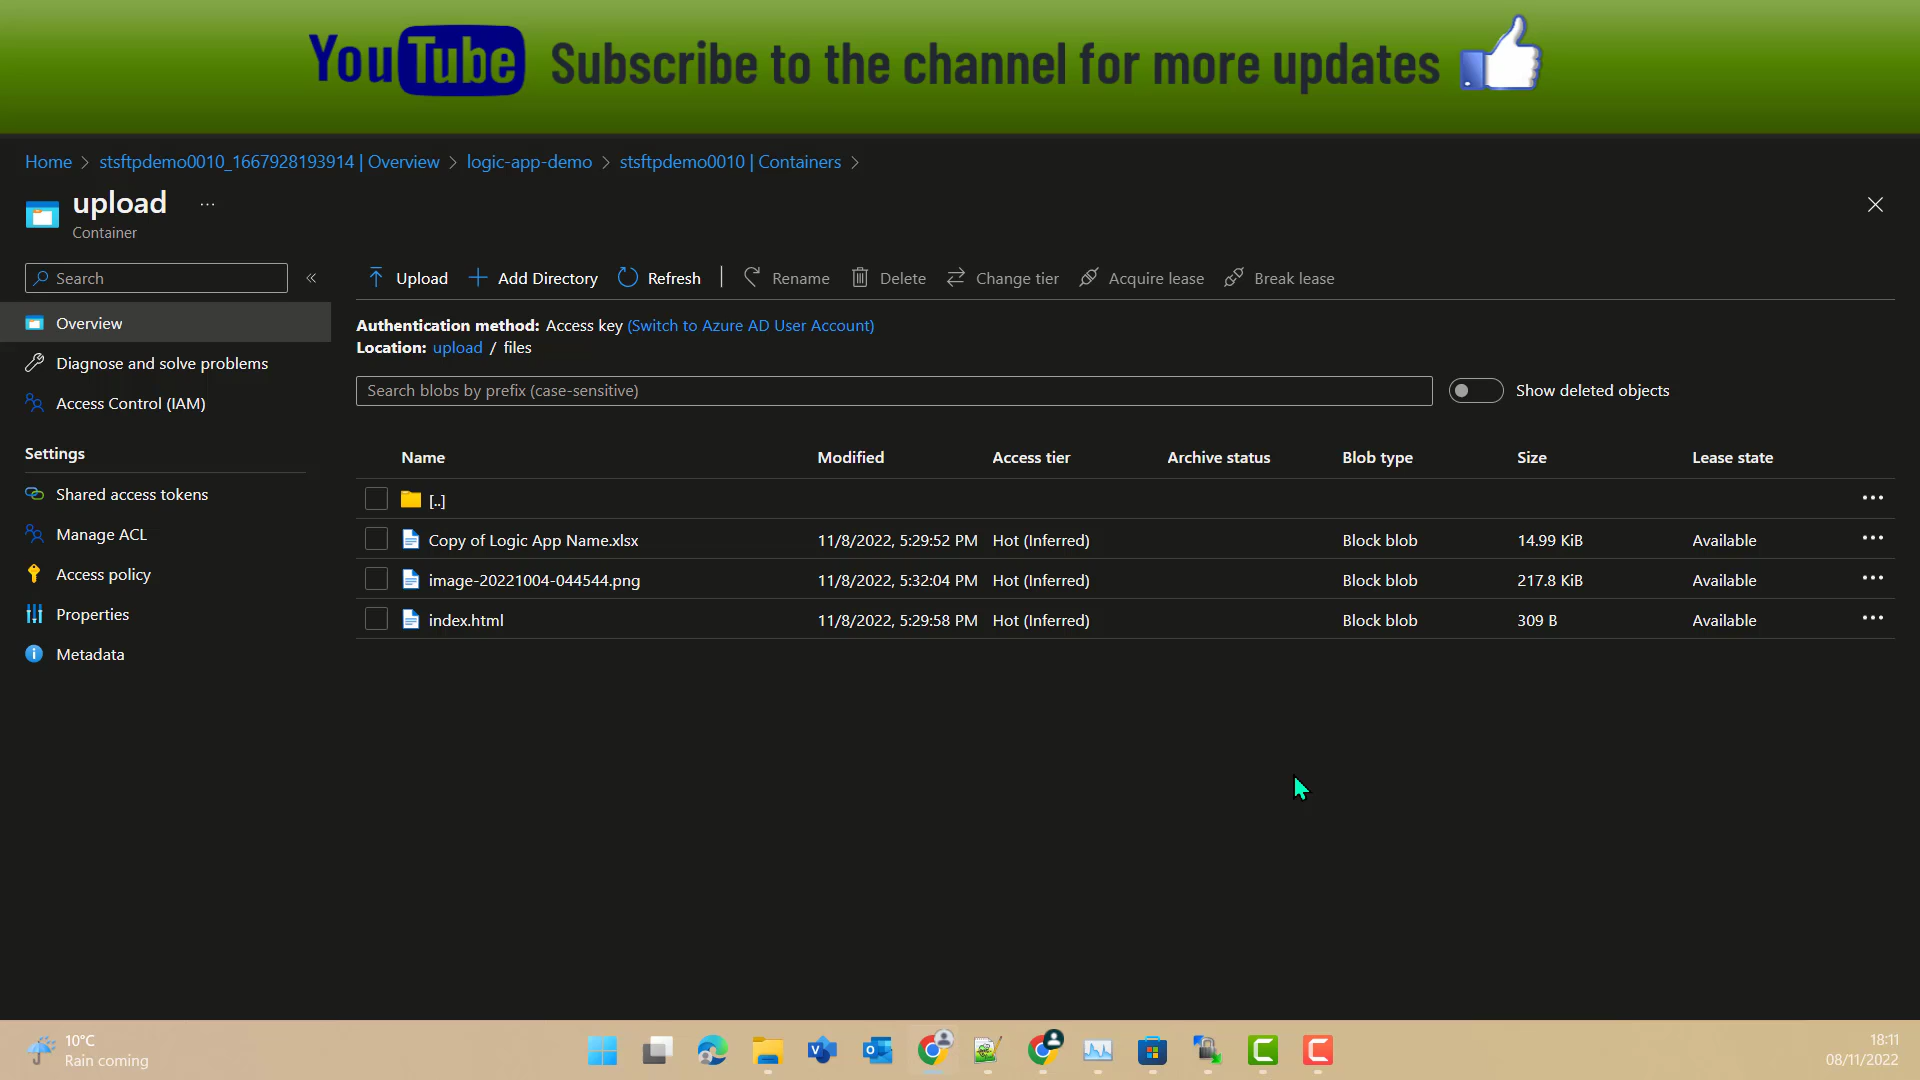 YouTube Subscribe to the channel for more updates
Home > stsftpdemo0010_1667928193914 | Overview > logic-app-demo > stsftpdemo0010 | Containers >
upload ...
Container
Search «
Upload Add Directory Refresh | Rename Delete Change tier Acquire lease Break lease
Overview
Diagnose and solve problems
Access Control (IAM)
Settings
Shared access tokens
Manage ACL
Access policy
Properties
Metadata
Authentication method: Access key (Switch to Azure AD User Account)
Location: upload / files
Search blobs by prefix (case-sensitive)
Show deleted objects
Name Modified Access tier Archive status Blob type Size Lease state
[..]
Copy of Logic App Name.xlsx 11/8/2022, 5:29:52 PM Hot (Inferred) Block blob 14.99 KiB Available
image-20221004-044544.png 11/8/2022, 5:32:04 PM Hot (Inferred) Block blob 217.8 KiB Available
index.html 11/8/2022, 5:29:58 PM Hot (Inferred) Block blob 309 B Available
10°C
Rain coming
18:11
08/11/2022